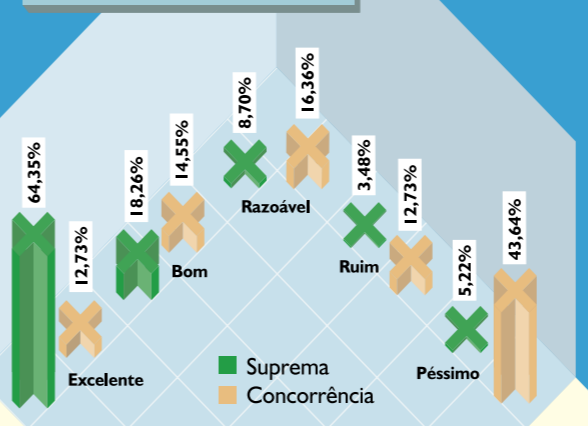 64,35%
12,73%
Excelente
18,26%
14,55%
Bom
8,70%
16,36%
Razoável
3,48%
12,73%
Ruim
5,22%
43,64%
Péssimo
Suprema
Concorrência